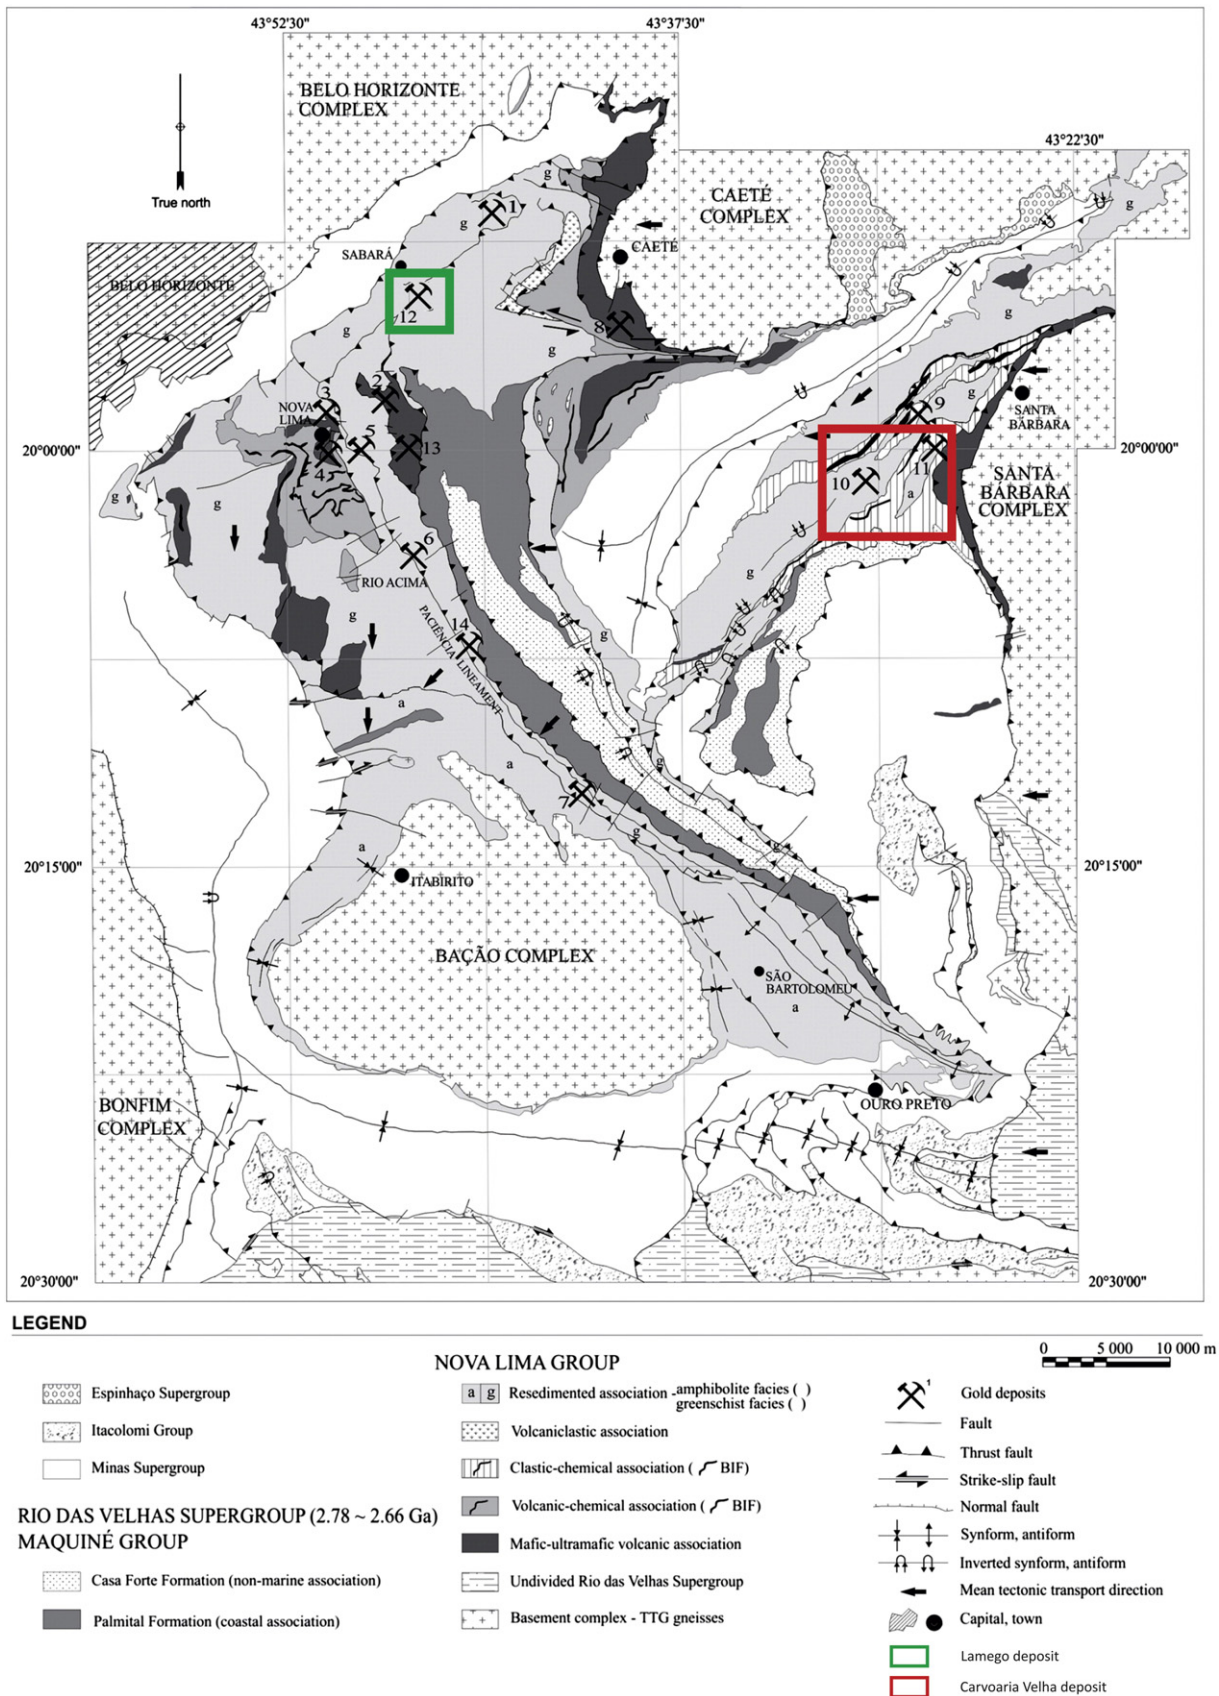 43°52'30"
43°37'30"
BELO HORIZONTE
COMPLEX
43°22'30"
True north
CAETÉ
COMPLEX
g
g
1
g
SABARÁ
CAETÉ
BELO HORIZONTE
12
8
g
g
g
2
3
NOVA
LIMA
9
g
SANTA
BÁRBARA
5
13
20°00'00"
4
10
11
20°00'00"
g
g
a
SANTA
BÁRBARA
COMPLEX
6
RIO ACIMA
g
g
g
14
PACIÊNCIA LINEAMENT
a
a
g
7
g
g
20°15'00"
a
ITABIRITO
20°15'00"
BAÇÃO COMPLEX
SÃO
BARTOLOMEU
a
BONFIM
COMPLEX
OURO PRETO
20°30'00"
20°30'00"
LEGEND
0 5 000 10 000 m
NOVA LIMA GROUP
Espinhaço Supergroup
Itacolomi Group
Minas Supergroup
RIO DAS VELHAS SUPERGROUP (2.78 ~ 2.66 Ga)
MAQUINÉ GROUP
Casa Forte Formation (non-marine association)
Palmital Formation (coastal association)
a g Resedimented association - amphibolite facies ( )
greenschist facies ( )
Volcaniclastic association
Clastic-chemical association ( BIF)
Volcanic-chemical association ( BIF)
Mafic-ultramafic volcanic association
Undivided Rio das Velhas Supergroup
Basement complex - TTG gneisses
1
Gold deposits
Fault
Thrust fault
Strike-slip fault
Normal fault
Synform, antiform
Inverted synform, antiform
Mean tectonic transport direction
Capital, town
Lamego deposit
Carvoaria Velha deposit